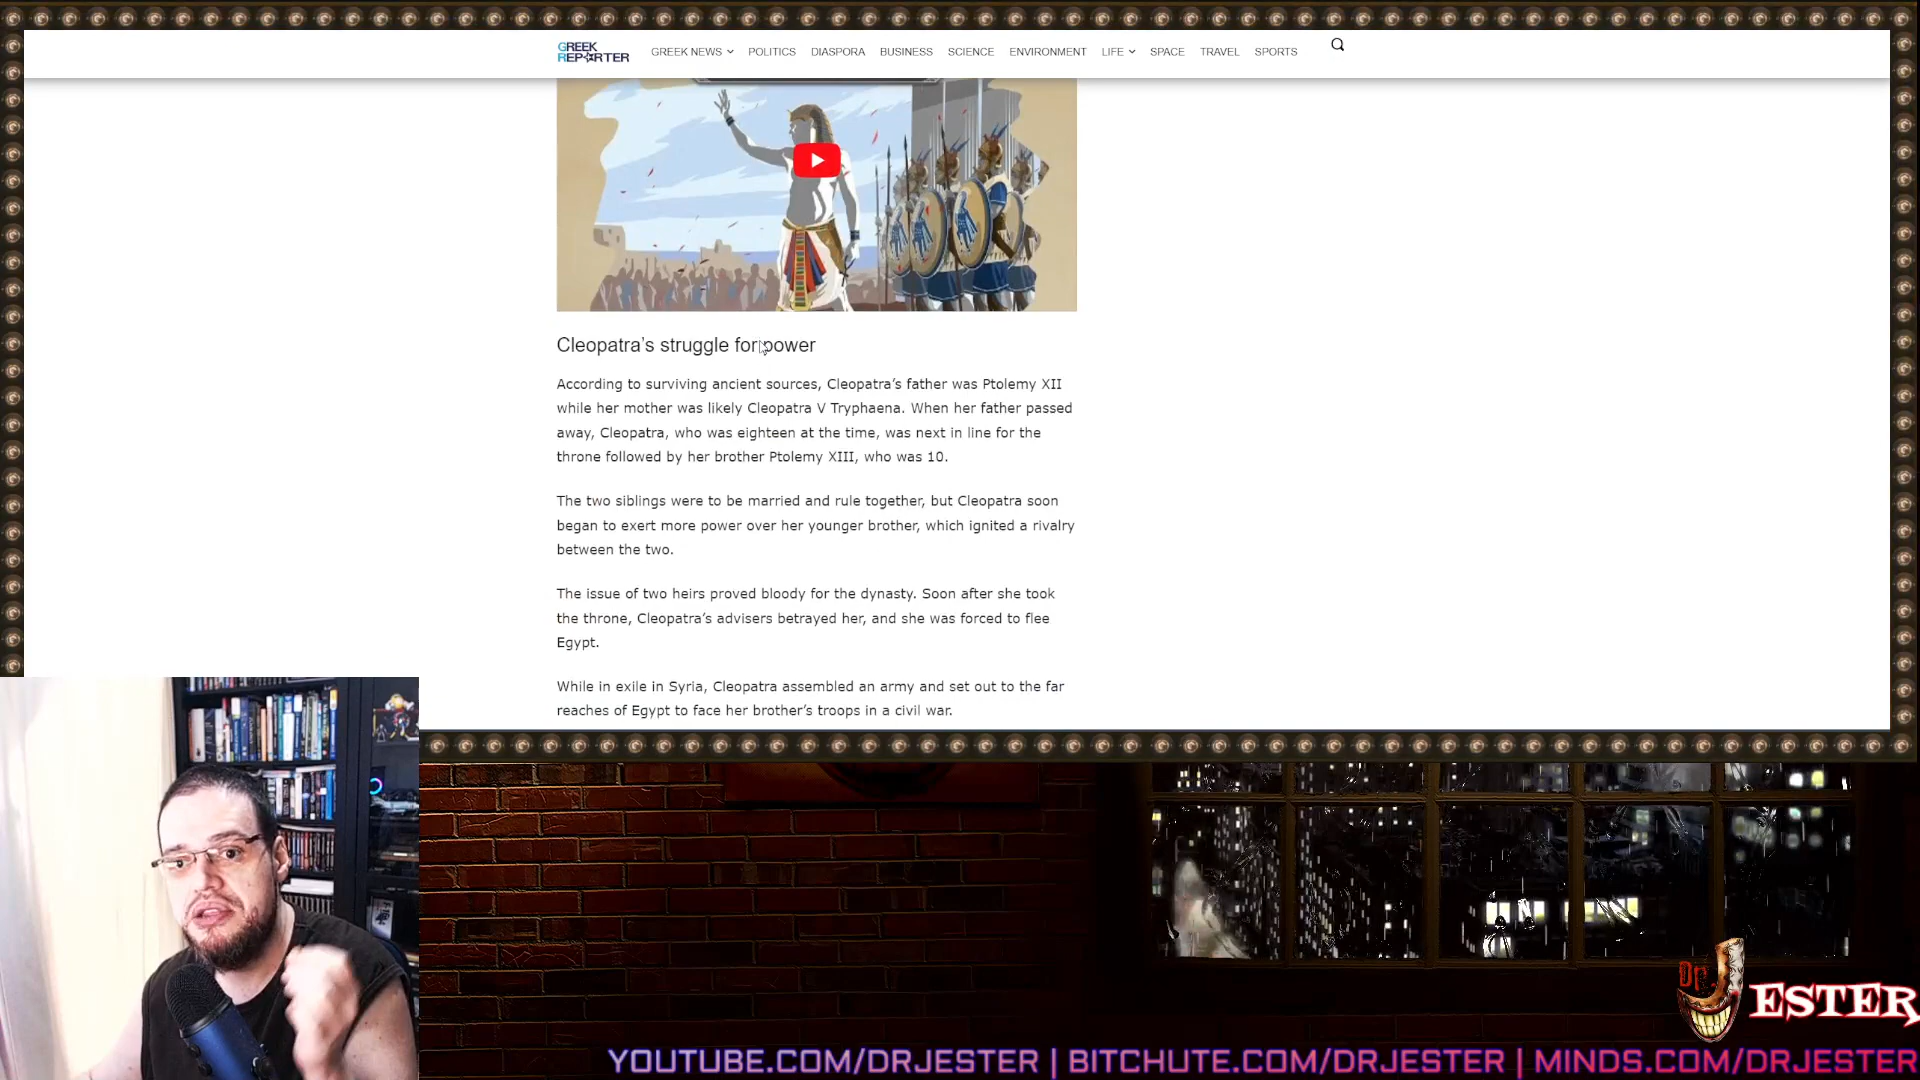 GREEK
REPORTER
GREEK NEWS POLITICS DIASPORA BUSINESS SCIENCE ENVIRONMENT LIFE SPACE TRAVEL SPORTS
Cleopatra’s struggle for power
According to surviving ancient sources, Cleopatra’s father was Ptolemy XII
while her mother was likely Cleopatra V Tryphaena. When her father passed
away, Cleopatra, who was eighteen at the time, was next in line for the
throne followed by her brother Ptolemy XIII, who was 10.
The two siblings were to be married and rule together, but Cleopatra soon
began to exert more power over her younger brother, which ignited a rivalry
between the two.
The issue of two heirs proved bloody for the dynasty. Soon after she took
the throne, Cleopatra’s advisers betrayed her, and she was forced to flee
Egypt.
While in exile in Syria, Cleopatra assembled an army and set out to the far
reaches of Egypt to face her brother’s troops in a civil war.
Dr. JESTER
YOUTUBE.COM/DRJESTER | BITCHUTE.COM/DRJESTER | MINDS.COM/DRJESTER